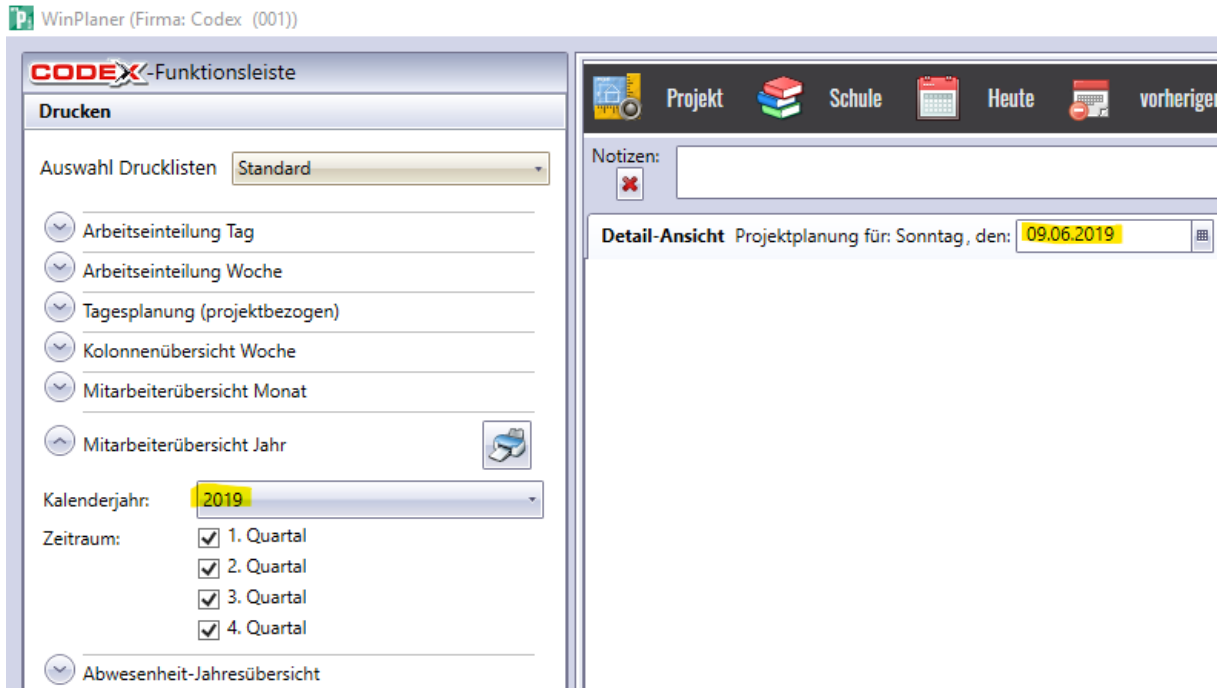 WinPlaner (Firma: Codex (001))
CODEX-Funktionsleiste
Drucken
Auswahl Drucklisten Standard
Arbeitseinteilung Tag
Arbeitseinteilung Woche
Tagesplanung (projektbezogen)
Kolonnenübersicht Woche
Mitarbeiterübersicht Monat
Mitarbeiterübersicht Jahr
Kalenderjahr: 2019
Zeitraum: 1. Quartal
2. Quartal
3. Quartal
4. Quartal
Abwesenheit-Jahresübersicht
Projekt Schule Heute vorheriger
Notizen:
Detail-Ansicht Projektplanung für: Sonntag, den: 09.06.2019